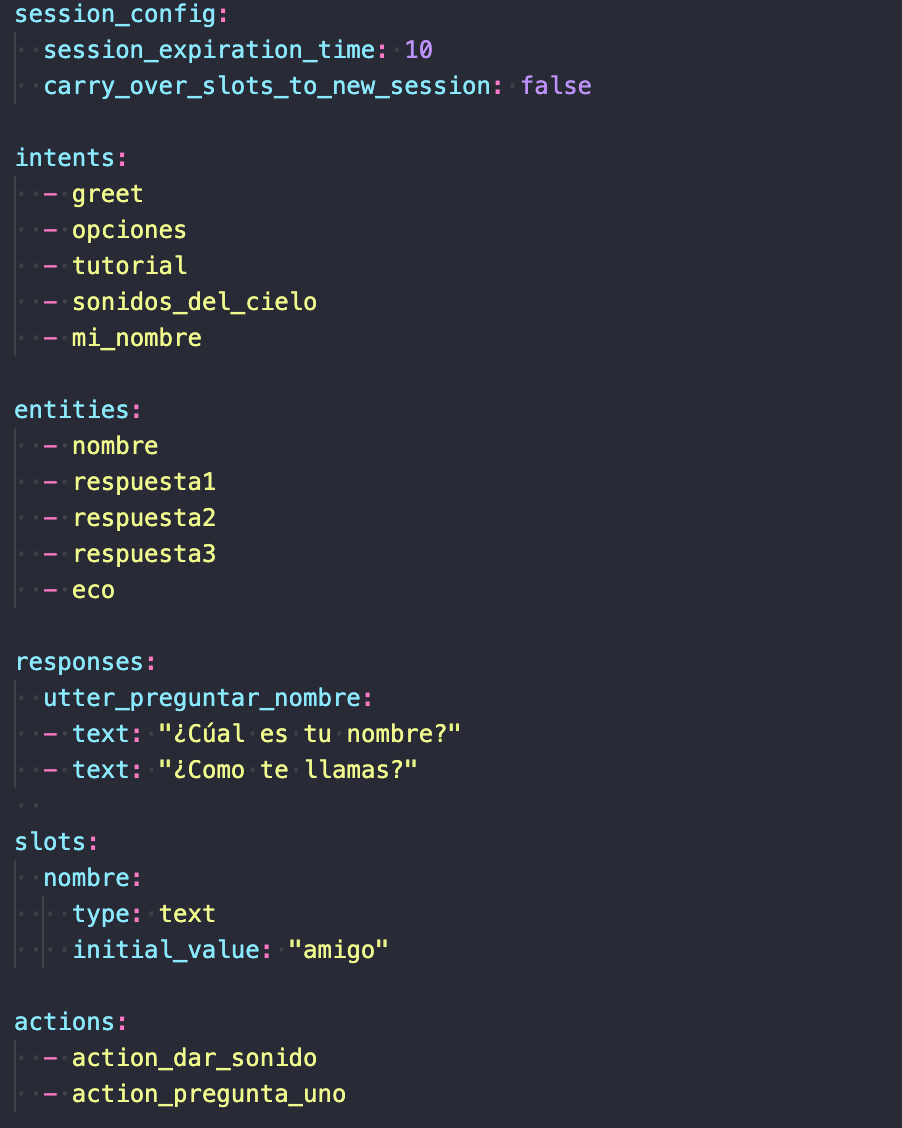 session_config:
  session_expiration_time: 10
  carry_over_slots_to_new_session: false
intents:
  - greet
  - opciones
  - tutorial
  - sonidos_del_cielo
  - mi_nombre
entities:
  - nombre
  - respuesta1
  - respuesta2
  - respuesta3
  - eco
responses:
  utter_preguntar_nombre:
  - text: "¿Cúal es tu nombre?"
  - text: "¿Como te llamas?"
slots:
  nombre:
    type: text
    initial_value: "amigo"
actions:
  - action_dar_sonido
  - action_pregunta_uno